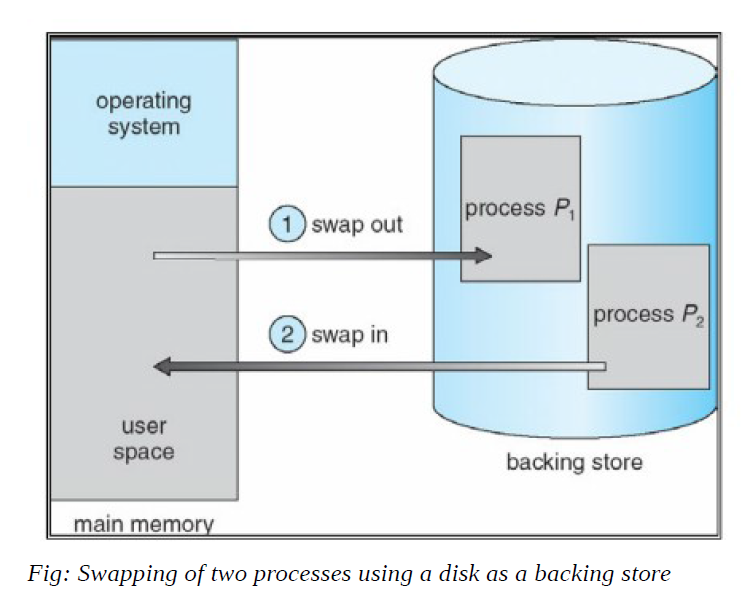 operating
system
process P1
1 swap out
process P2
2 swap in
user
space
backing store
main memory
Fig: Swapping of two processes using a disk as a backing store